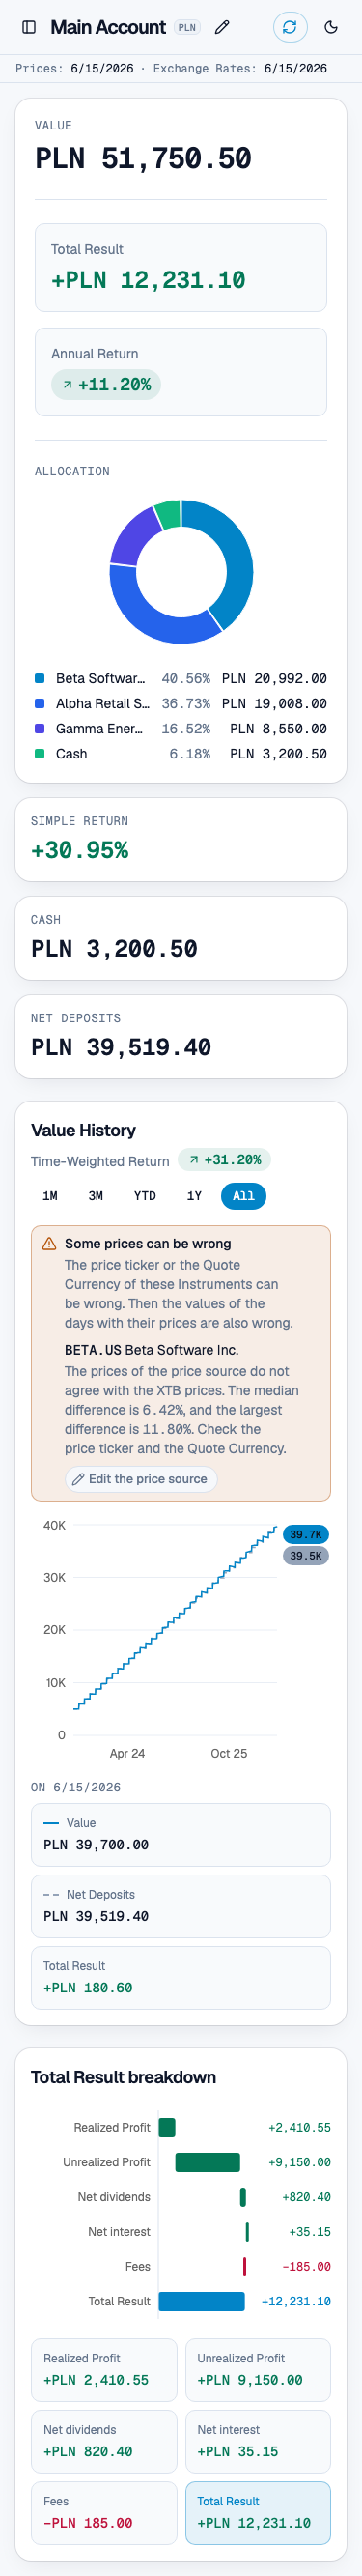 Main Account PLN
Prices: 6/15/2026 · Exchange Rates: 6/15/2026
VALUE
PLN 51,750.50
Total Result
+PLN 12,231.10
Annual Return
+11.20%
ALLOCATION
Beta Softwar... 40.56% PLN 20,992.00
Alpha Retail S... 36.73% PLN 19,008.00
Gamma Ener... 16.52% PLN 8,550.00
Cash 6.18% PLN 3,200.50
SIMPLE RETURN
+30.95%
CASH
PLN 3,200.50
NET DEPOSITS
PLN 39,519.40
Value History
Time-Weighted Return +31.20%
1M 3M YTD 1Y All
Some prices can be wrong
The price ticker or the Quote
Currency of these Instruments can
be wrong. Then the values of the
days with their prices are also wrong.
BETA.US Beta Software Inc.
The prices of the price source do not
agree with the XTB prices. The median
difference is 6.42%, and the largest
difference is 11.80%. Check the
price ticker and the Quote Currency.
Edit the price source
40K
39.7K
39.5K
30K
20K
10K
0
Apr 24 Oct 25
ON 6/15/2026
Value
PLN 39,700.00
Net Deposits
PLN 39,519.40
Total Result
+PLN 180.60
Total Result breakdown
Realized Profit +2,410.55
Unrealized Profit +9,150.00
Net dividends +820.40
Net interest +35.15
Fees −185.00
Total Result +12,231.10
Realized Profit Unrealized Profit
+PLN 2,410.55 +PLN 9,150.00
Net dividends Net interest
+PLN 820.40 +PLN 35.15
Fees Total Result
−PLN 185.00 +PLN 12,231.10